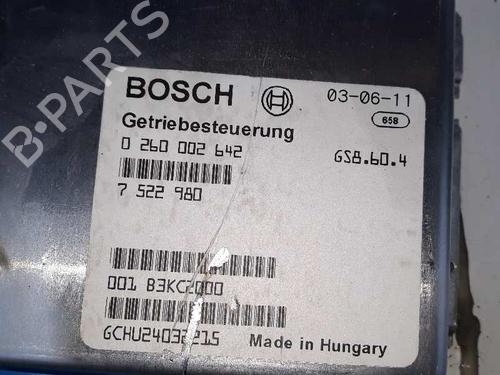 BOSCH 03-06-11
658
Getriebesteuerung
0 260 002 642 GS8.60.4
7 522 980
001 B3KC2000
Made in Hungary
B-PARTS